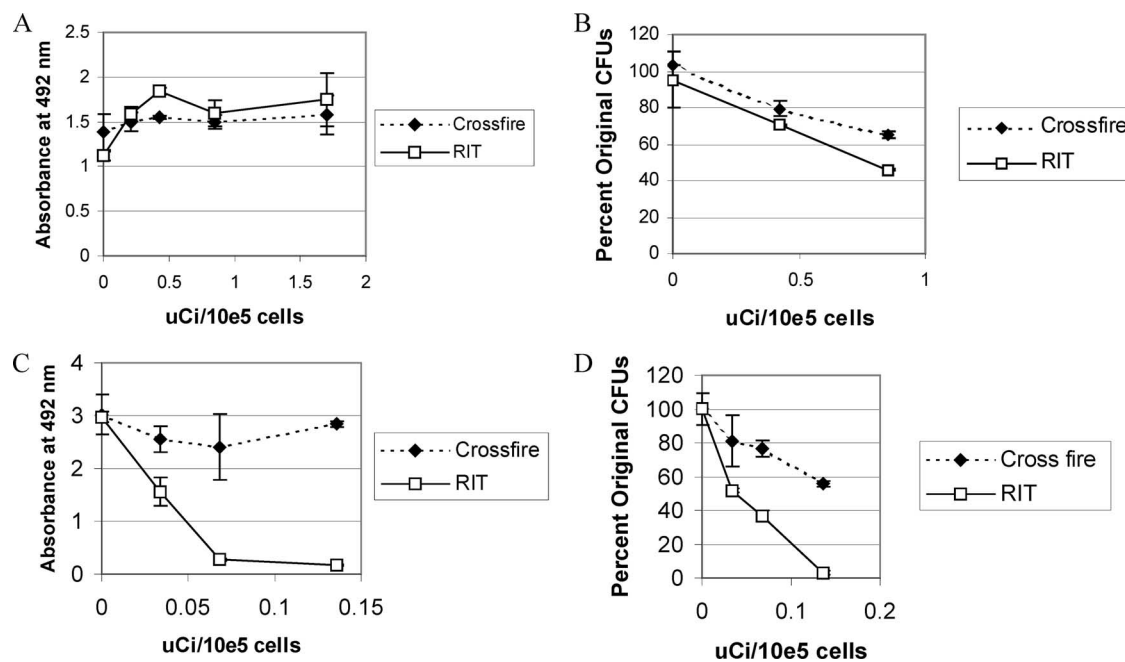 A
Absorbance at 492 nm
2.5
2
1.5
1
0.5
0
0 0.5 1 1.5 2
uCi/10e5 cells
Crossfire
RIT
B
Percent Original CFUs
120
100
80
60
40
20
0
0 0.5 1
uCi/10e5 cells
Crossfire
RIT
C
Absorbance at 492 nm
4
3
2
1
0
0 0.05 0.1 0.15
uCi/10e5 cells
Crossfire
RIT
D
Percent Original CFUs
120
100
80
60
40
20
0
0 0.1 0.2
uCi/10e5 cells
Cross fire
RIT